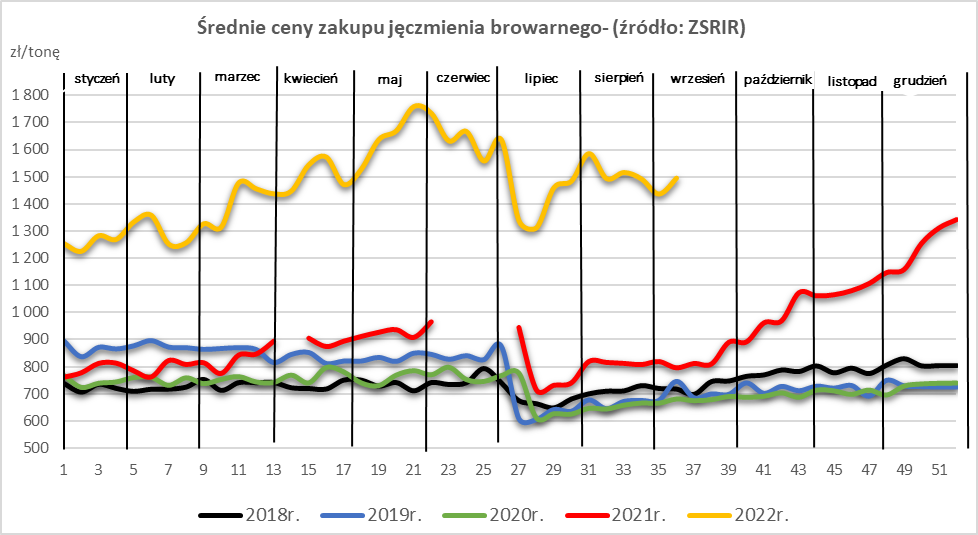 Średnie ceny zakupu jęczmienia browarnego- (źródło: ZSRIR)
zł/tonę
styczeń luty marzec kwiecień maj czerwiec lipiec sierpień wrzesień październik listopad grudzień
1 800
1 700
1 600
1 500
1 400
1 300
1 200
1 100
1 000
900
800
700
600
500
1 3 5 7 9 11 13 15 17 19 21 23 25 27 29 31 33 35 37 39 41 43 45 47 49 51
2018r. 2019r. 2020r. 2021r. 2022r.